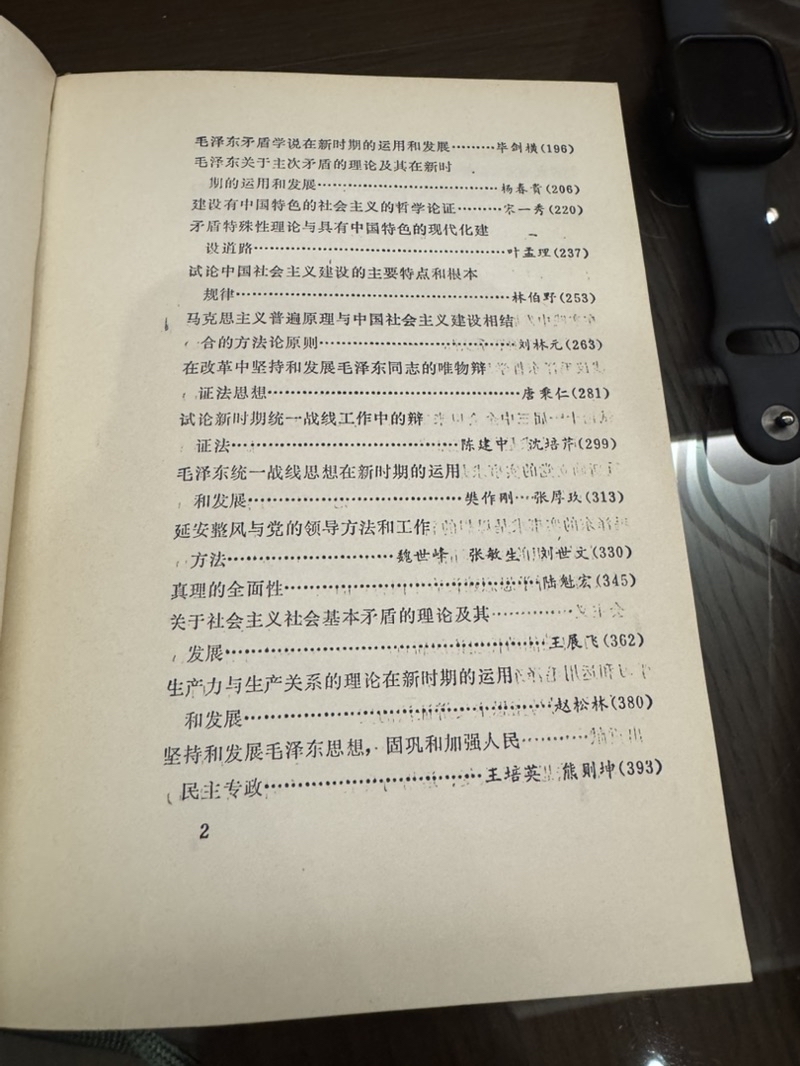 毛泽东矛盾学说在新时期的运用和发展………毕剑横(196)
毛泽东关于主次矛盾的理论及其在新时
期的运用和发展……………………………杨春贵(206)
建设有中国特色的社会主义的哲学论证………宋一秀(220)
矛盾特殊性理论与具有中国特色的现代化建
设道路………………………………………叶孟理(237)
试论中国社会主义建设的主要特点和根本
规律…………………………………………林伯野(253)
马克思主义普遍原理与中国社会主义建设相结
合的方法论原则……………………………刘林元(263)
在改革中坚持和发展毛泽东同志的唯物辩
证法思想……………………………………唐秉仁(281)
试论新时期统一战线工作中的辩
证法…………………………………陈建中 沈培芹(299)
毛泽东统一战线思想在新时期的运用
和发展………………………………樊作刚 张厚玖(313)
延安整风与党的领导方法和工作
方法………………………魏世峰 张敏生 刘世文(330)
真理的全面性…………………………………陆魁宏(345)
关于社会主义社会基本矛盾的理论及其
发展…………………………………………王展飞(362)
生产力与生产关系的理论在新时期的运用
和发展………………………………………赵松林(380)
坚持和发展毛泽东思想，固巩和加强人民
民主专政……………………………王培英 熊则坤(393)
2